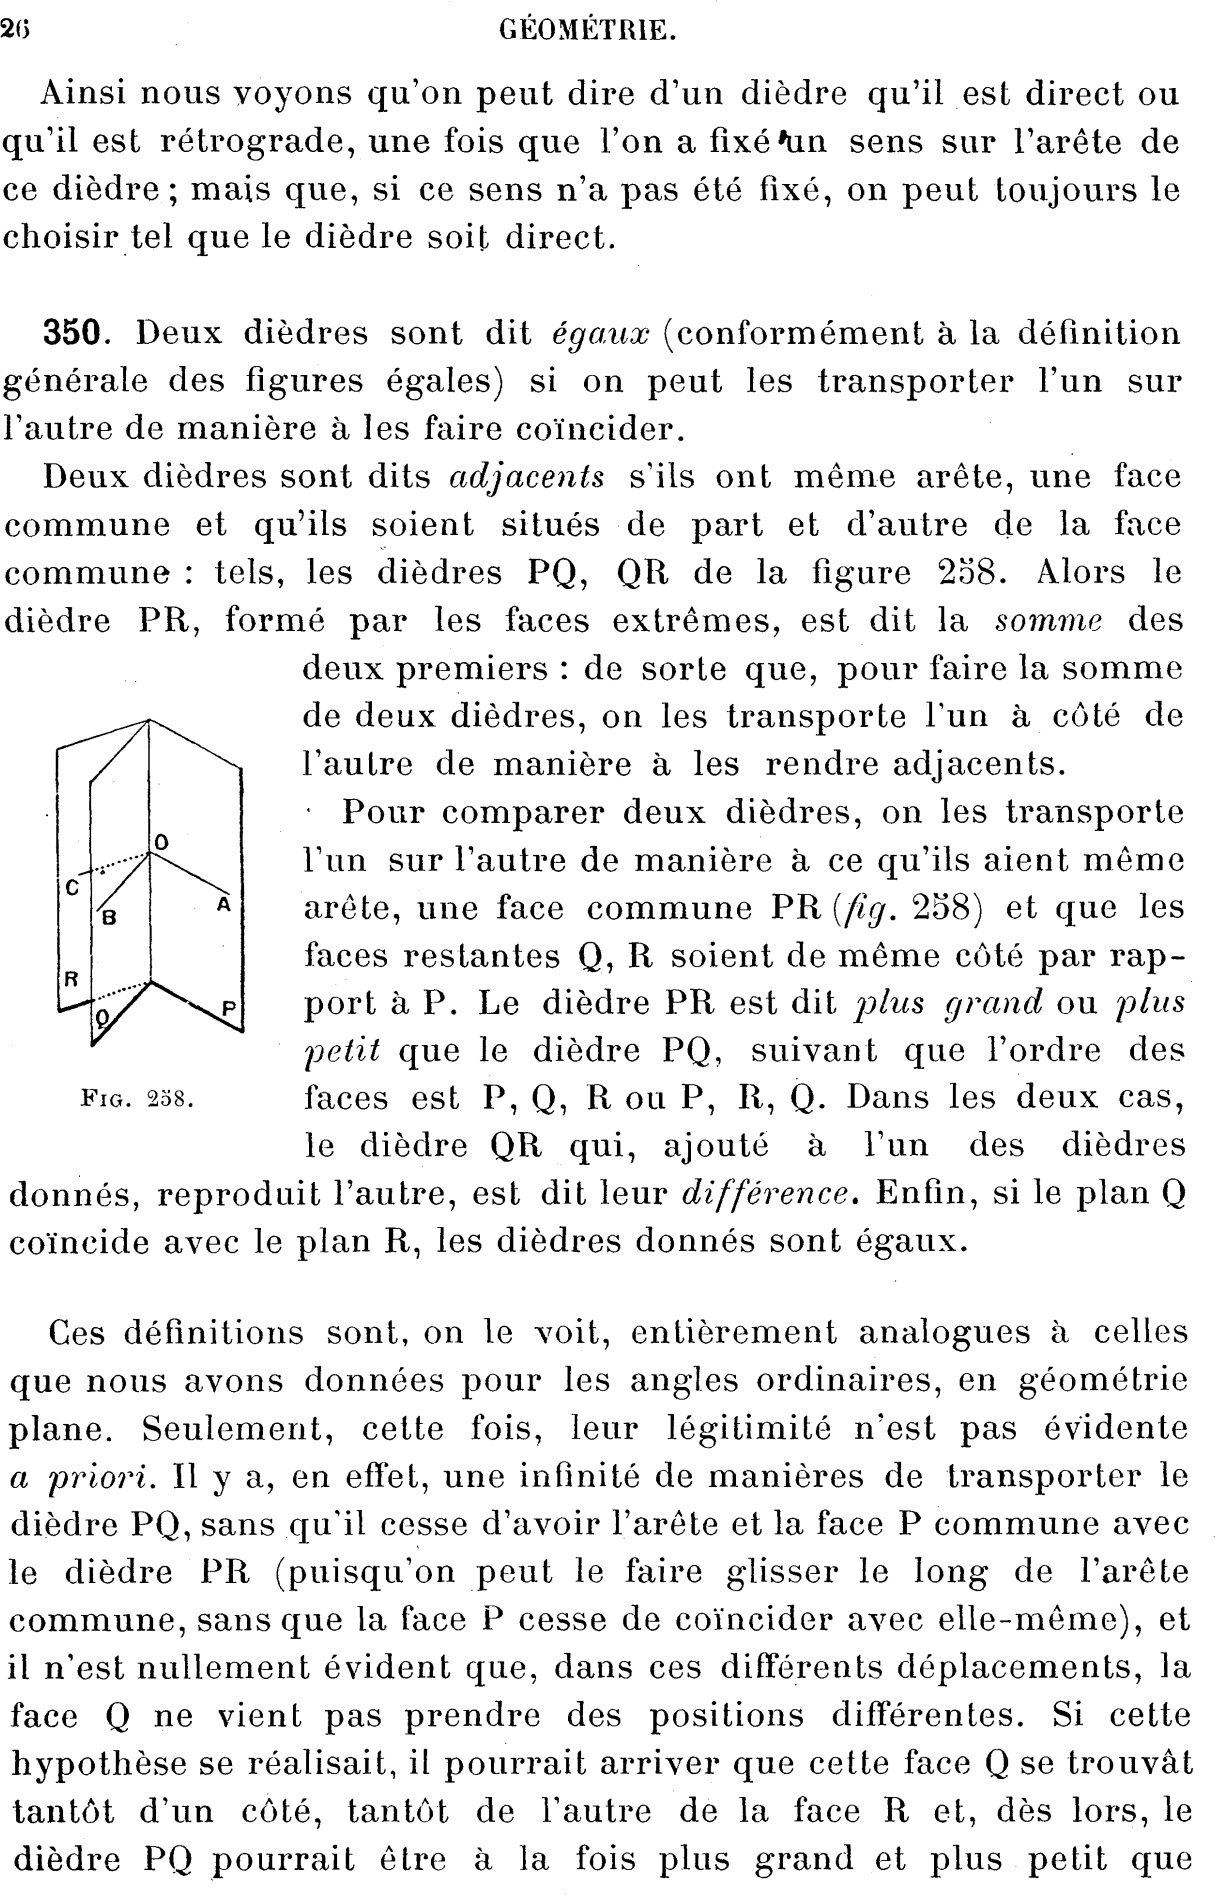 26 GÉOMÉTRIE.
Ainsi nous voyons qu'on peut dire d'un dièdre qu'il est direct ou
qu'il est rétrograde, une fois que l'on a fixé un sens sur l'arête de
ce dièdre ; mais que, si ce sens n'a pas été fixé, on peut toujours le
choisir tel que le dièdre soit direct.
350. Deux dièdres sont dit égaux (conformément à la définition
générale des figures égales) si on peut les transporter l'un sur
l'autre de manière à les faire coïncider.
Deux dièdres sont dits adjacents s'ils ont même arête, une face
commune et qu'ils soient situés de part et d'autre de la face
commune : tels, les dièdres PQ, QR de la figure 258. Alors le
dièdre PR, formé par les faces extrêmes, est dit la somme des
deux premiers : de sorte que, pour faire la somme
de deux dièdres, on les transporte l'un à côté de
l'autre de manière à les rendre adjacents.
Pour comparer deux dièdres, on les transporte
l'un sur l'autre de manière à ce qu'ils aient même
arête, une face commune PR (fig. 258) et que les
faces restantes Q, R soient de même côté par rap-
port à P. Le dièdre PR est dit plus grand ou plus
petit que le dièdre PQ, suivant que l'ordre des
faces est P, Q, R ou P, R, Q. Dans les deux cas,
le dièdre QR qui, ajouté à l'un des dièdres
O
C
B
A
R
Q
P
FIG. 258.
donnés, reproduit l'autre, est dit leur différence. Enfin, si le plan Q
coïncide avec le plan R, les dièdres donnés sont égaux.
Ces définitions sont, on le voit, entièrement analogues à celles
que nous avons données pour les angles ordinaires, en géométrie
plane. Seulement, cette fois, leur légitimité n'est pas évidente
a priori. Il y a, en effet, une infinité de manières de transporter le
dièdre PQ, sans qu'il cesse d'avoir l'arête et la face P commune avec
le dièdre PR (puisqu'on peut le faire glisser le long de l'arête
commune, sans que la face P cesse de coïncider avec elle-même), et
il n'est nullement évident que, dans ces différents déplacements, la
face Q ne vient pas prendre des positions différentes. Si cette
hypothèse se réalisait, il pourrait arriver que cette face Q se trouvât
tantôt d'un côté, tantôt de l'autre de la face R et, dès lors, le
dièdre PQ pourrait être à la fois plus grand et plus petit que